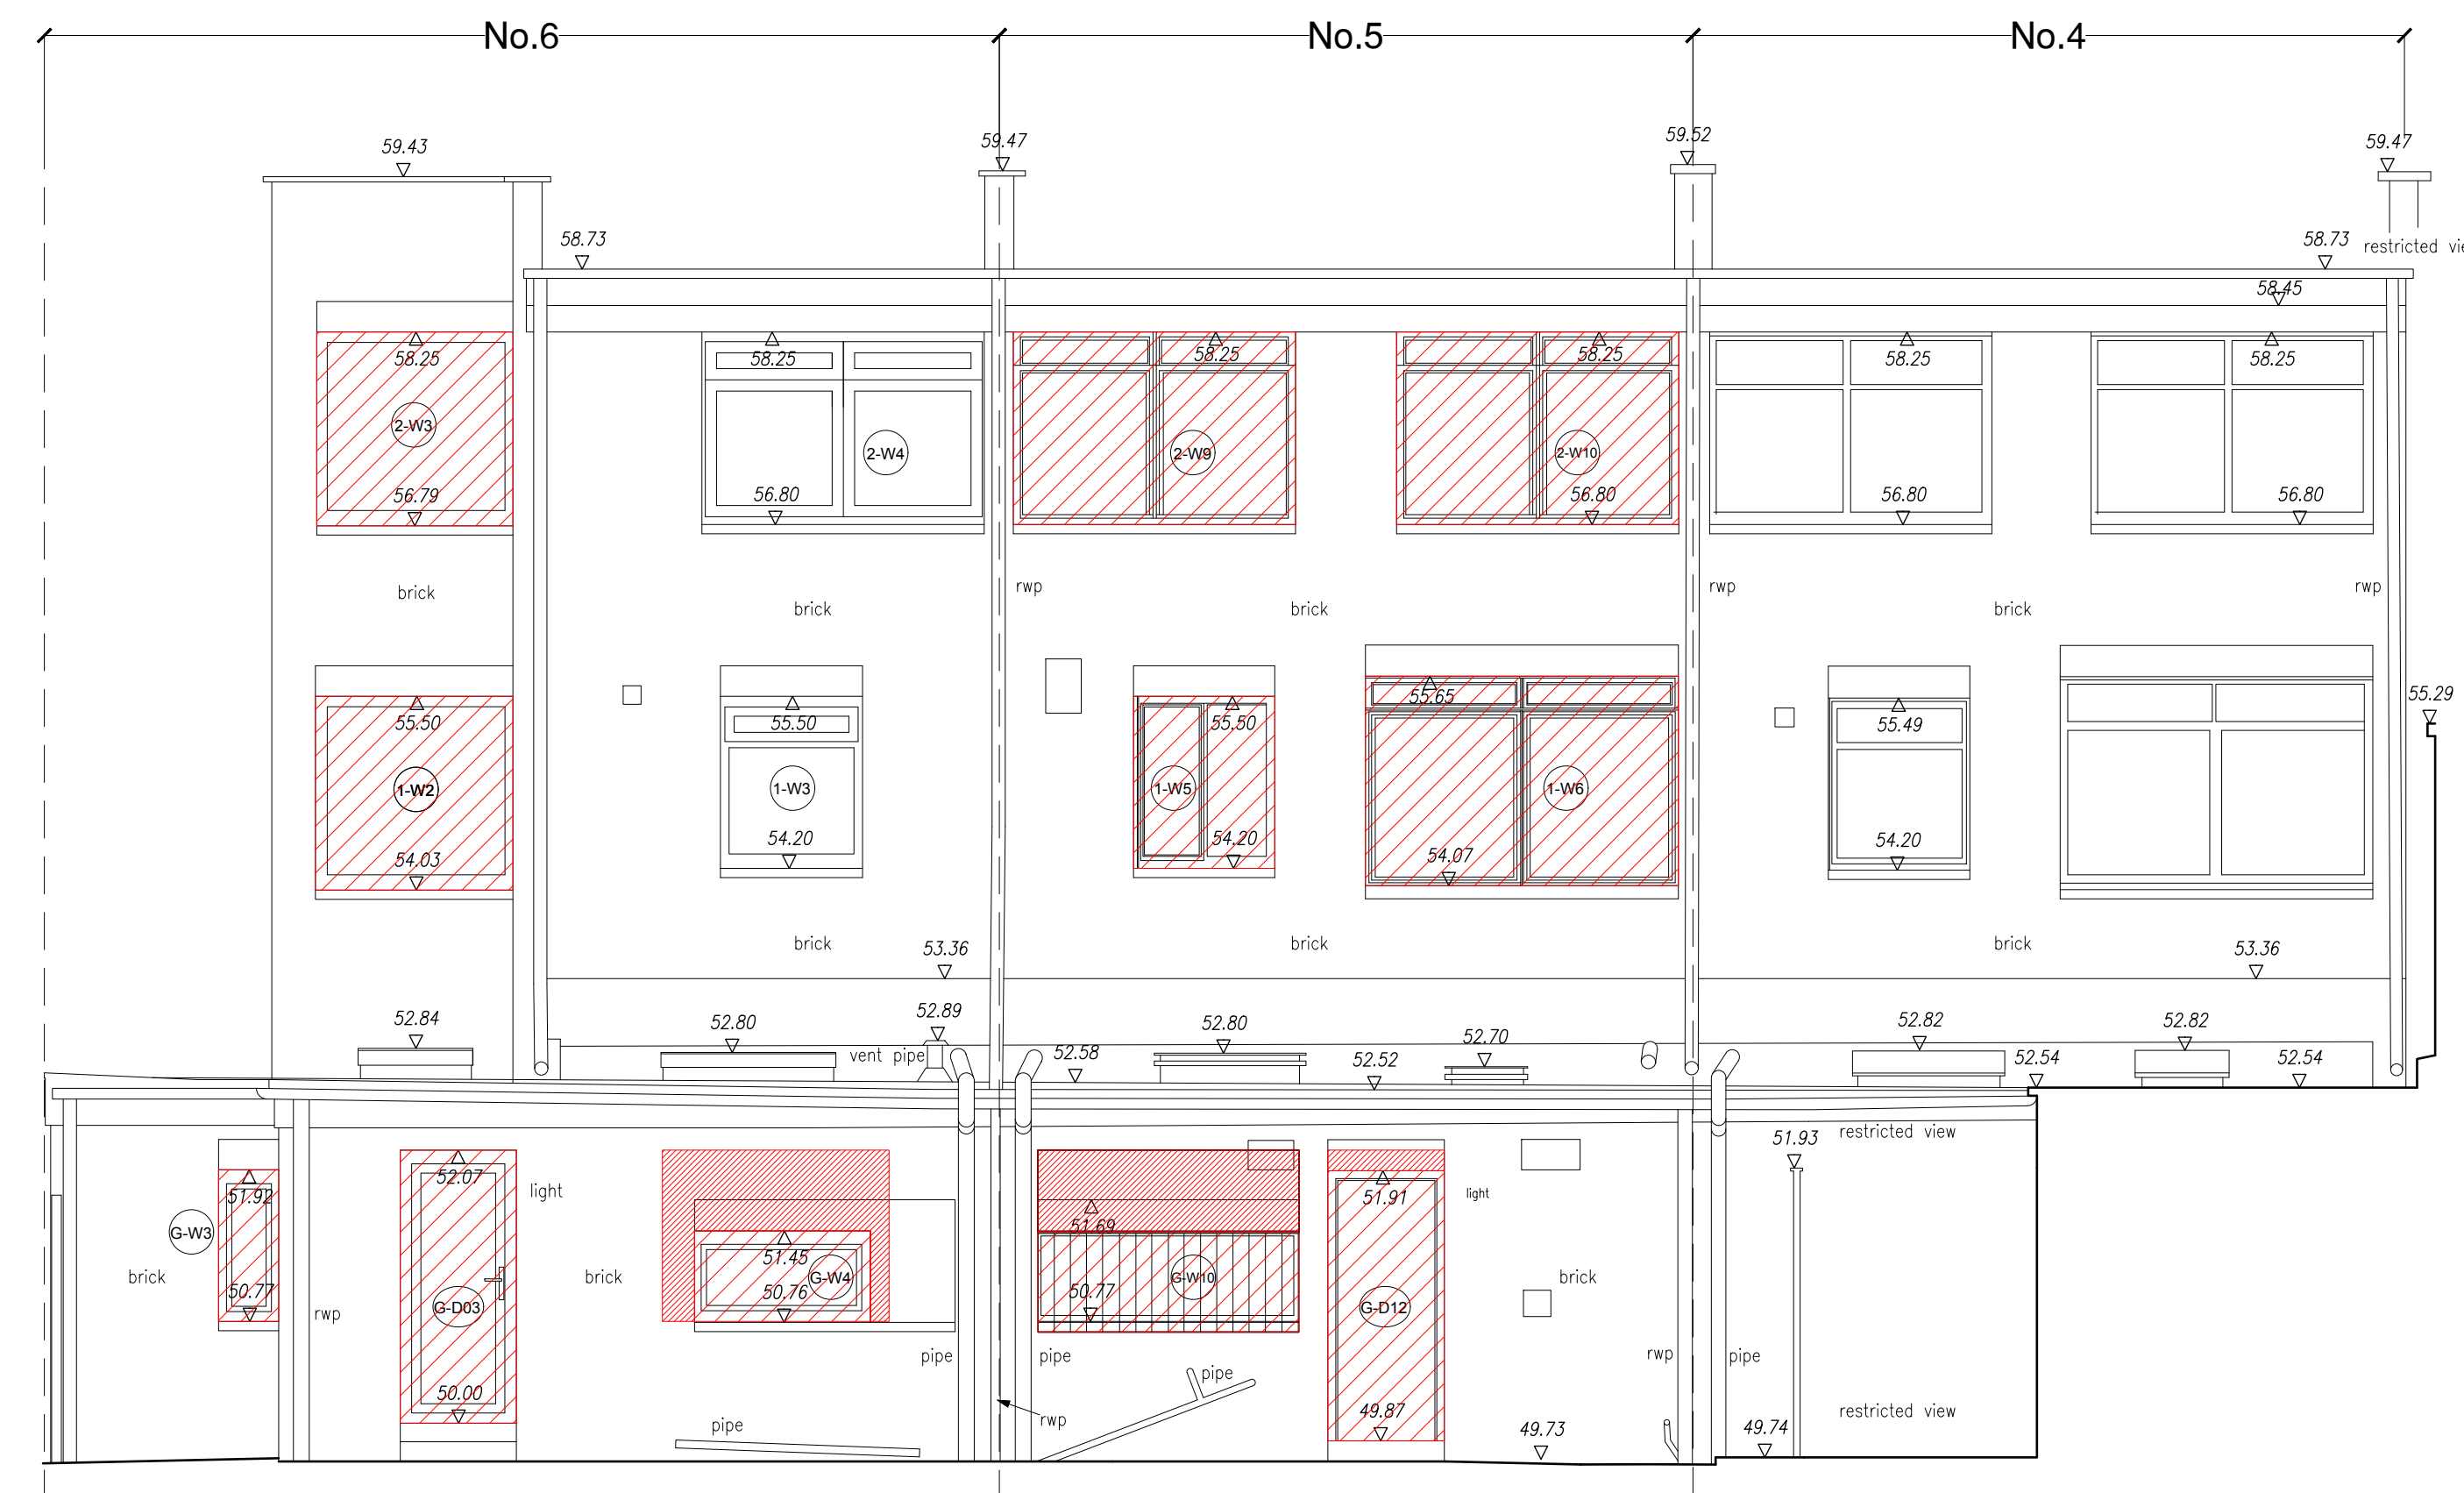 No.6 No.5 No.4
59.52
59.43 59.47 59.47
58.73 58.73 restricted
58.45
58.25 58.25 58.25 58.25 58.25 58.25
2-W3 2-W4 2-W9 2-W10
56.79 56.80 56.80 56.80 56.80
brick rwp rwp rwp
brick brick brick
55.65 55.29
55.50 55.50 55.50 55.49
1-W2 1-W3 1-W5 1-W6
54.03 54.20 54.20 54.07 54.20
brick brick brick
53.36 53.36
52.84 52.80 52.89 52.80 52.70 52.82 52.82
vent pipe 52.58 52.52 52.54 52.54
51.93 restricted view
51.92 52.07 light 51.91 light
51.69
G-W3 51.45
brick brick G-W4 G-W10 brick
50.77 50.76 50.77
rwp G-D03 G-D12
pipe pipe rwp pipe
pipe
50.00 49.87 restricted view
pipe rwp 49.73 49.74